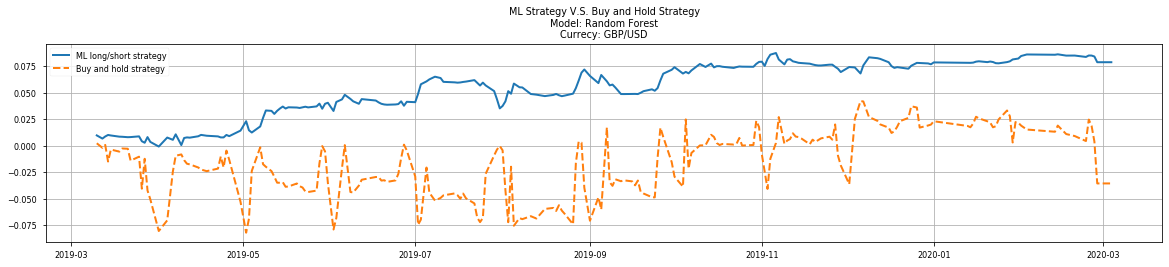 ML Strategy V.S. Buy and Hold Strategy
Model: Random Forest
Currecy: GBP/USD
ML long/short strategy
Buy and hold strategy
0.075
0.050
0.025
0.000
−0.025
−0.050
−0.075
2019-03 2019-05 2019-07 2019-09 2019-11 2020-01 2020-03